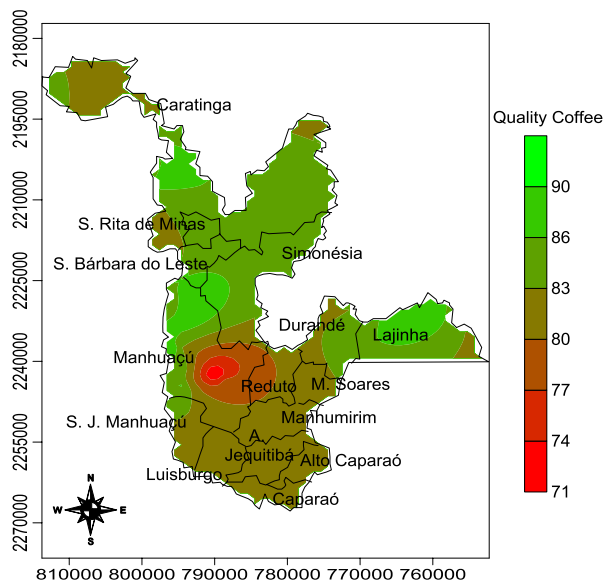 Quality Coffee
90
86
83
80
77
74
71
2180000
2195000
2210000
2225000
2240000
2255000
2270000
Caratinga
S. Rita de Minas
S. Bárbara do Leste
Simonésia
Durandé
Lajinha
Manhuaçú
Reduto
M. Soares
S. J. Manhuaçú
Manhumirim
A.
Jequitibá
Alto Caparaó
Luisburgo
Caparaó
N
W
E
S
810000 800000 790000 780000 770000 760000